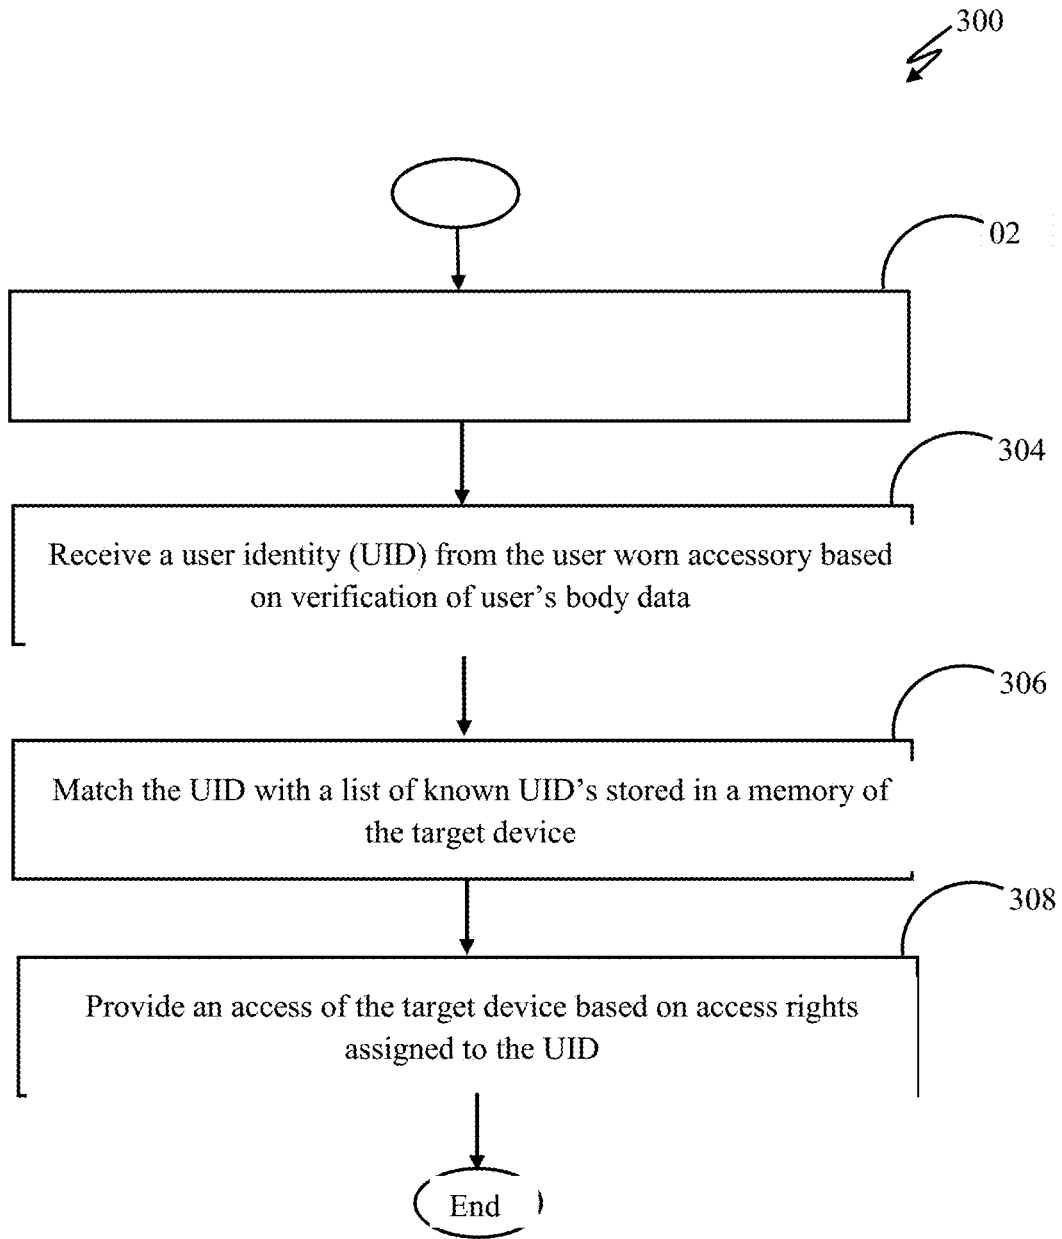 300
02
304
Receive a user identity (UID) from the user worn accessory based
on verification of user's body data
306
Match the UID with a list of known UID's stored in a memory of
the target device
308
Provide an access of the target device based on access rights
assigned to the UID
End